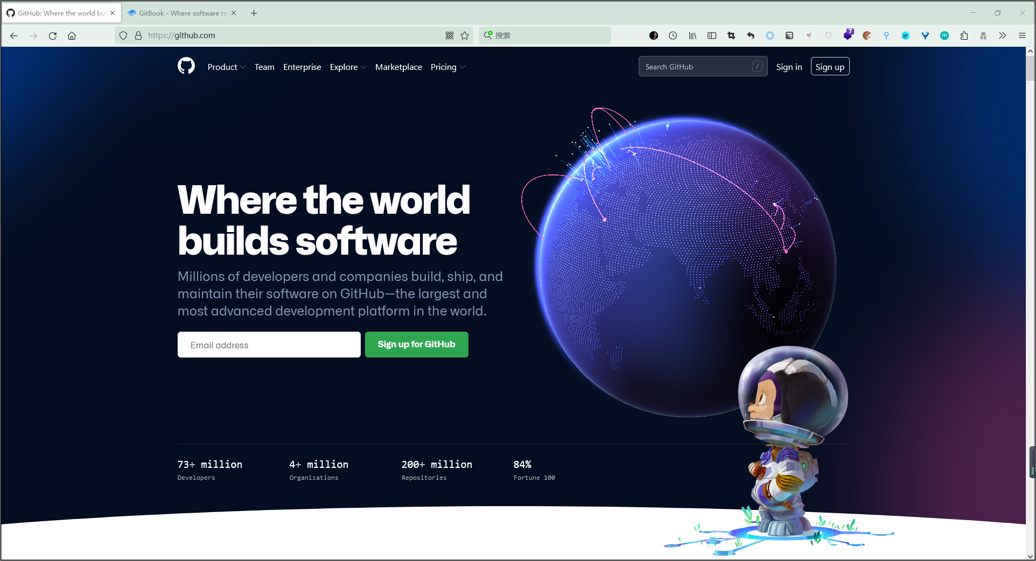 GitHub: Where the world bui
GitBook - Where software te
https://github.com
搜索
2
Product
Team
Enterprise
Explore
Marketplace
Pricing
Search GitHub
/
Sign in
Sign up
Where the world
builds software
Millions of developers and companies build, ship, and
maintain their software on GitHub—the largest and
most advanced development platform in the world.
Email address
Sign up for GitHub
73+ million
Developers
4+ million
Organizations
200+ million
Repositories
84%
Fortune 100